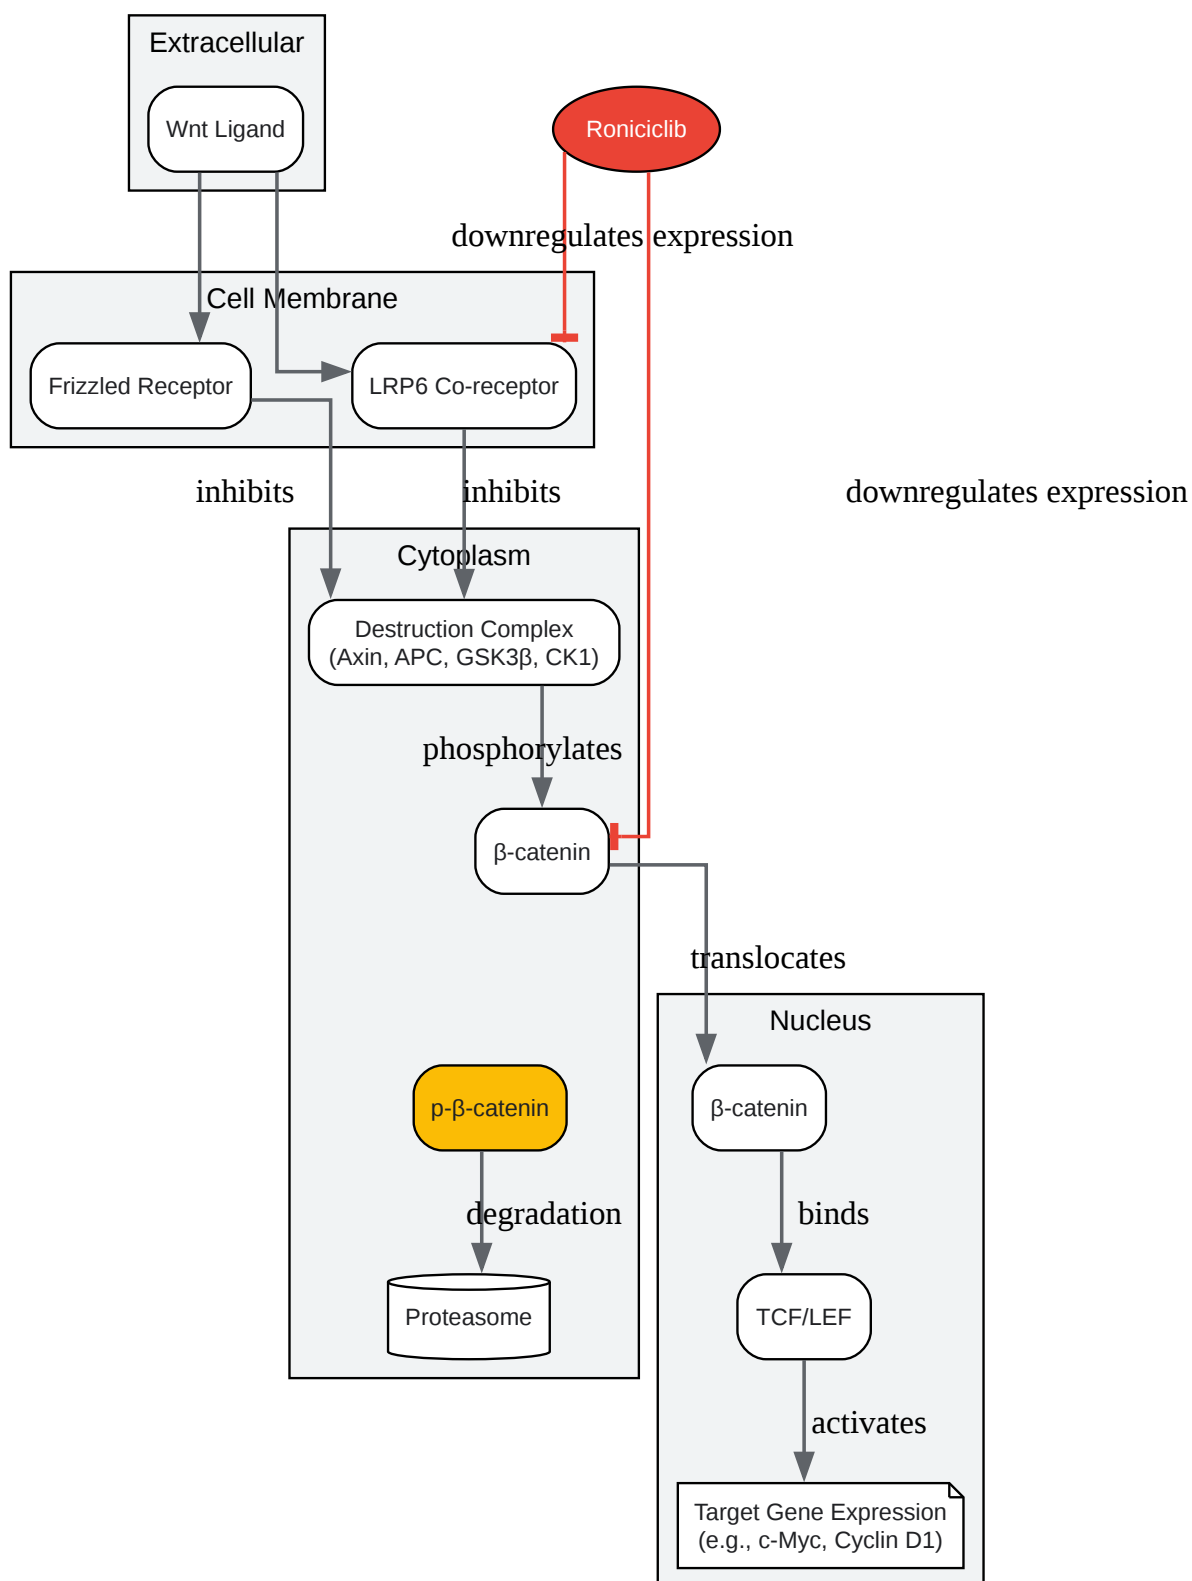 Extracellular
Wnt Ligand
Roniciclib
downregulates expression
Cell Membrane
Frizzled Receptor
LRP6 Co-receptor
inhibits
inhibits
downregulates expression
Cytoplasm
Destruction Complex
(Axin, APC, GSK3β, CK1)
phosphorylates
β-catenin
translocates
Nucleus
p-β-catenin
β-catenin
degradation
binds
Proteasome
TCF/LEF
activates
Target Gene Expression
(e.g., c-Myc, Cyclin D1)